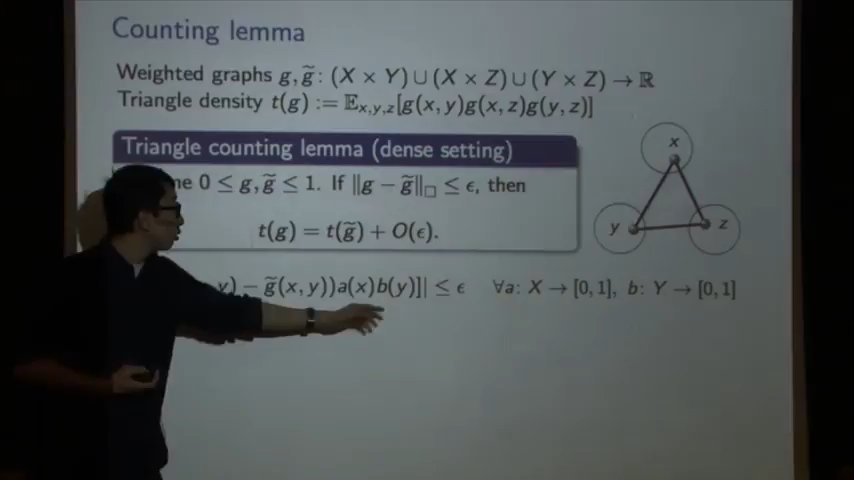 Counting lemma
Weighted graphs g, g̃: (X × Y) ∪ (X × Z) ∪ (Y × Z) → ℝ
Triangle density t(g) := 𝔼x,y,z[g(x, y)g(x, z)g(y, z)]
Triangle counting lemma (dense setting)
0 ≤ g, g̃ ≤ 1. If ‖g − g̃‖□ ≤ ϵ, then
t(g) = t(g̃) + O(ϵ).
y) − g̃(x, y))a(x)b(y)]| ≤ ϵ ∀a: X → [0, 1], b: Y → [0, 1]
x
y
z